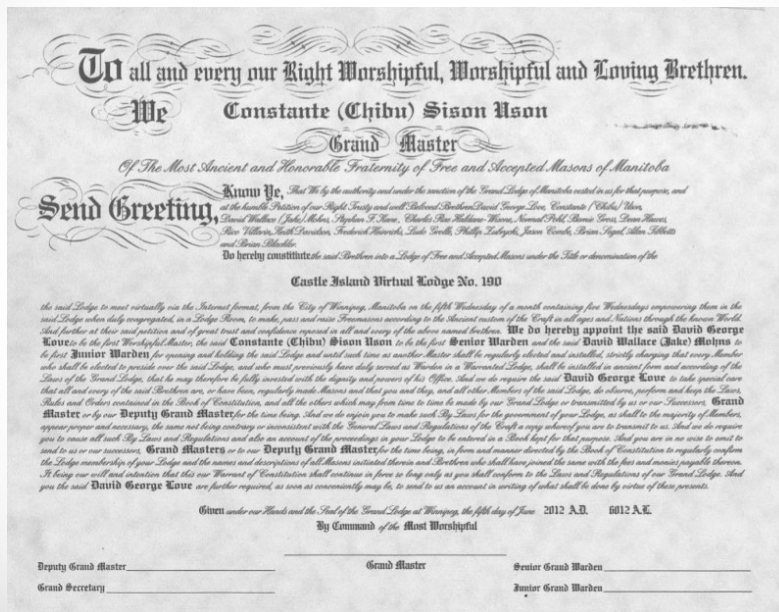 To all and every our Right Worshipful, Worshipful and Loving Brethren.
We Constante (Chibu) Sison Uson
Grand Master
Of The Most Ancient and Honorable Fraternity of Free and Accepted Masons of Manitoba
Send Greeting,
Know Ye, That We by the authority and under the sanction of the Grand Lodge of Manitoba vested in us for that purpose, and
at the humble Petition of our Right Trusty and well Beloved Brethren David George Love, Constante (Chibu) Uson,
David Wallace (Jake) Mohns, Stephen F. Kane, Charles Rae Haldane-Wilsone, Norman Pohl, Bernie Gross, Dean Hawes,
Rico Villarin, Keith Davidson, Frederick Heinrichs, Ludo Gorelle, Phillip Labuzki, Jason Combe, Brian Segal, Allan Tibbetts
and Brian Blackler.
Do hereby constitute the said Brethren into a Lodge of Free and Accepted Masons under the Title or denomination of the
Castle Island Virtual Lodge No. 190
the said Lodge to meet virtually via the Internet format, from the City of Winnipeg, Manitoba on the fifth Wednesday of a month containing five Wednesdays empowering them in the
said Lodge when duly congregated, in a Lodge Room, to make, pass and raise Freemasons according to the Ancient custom of the Craft in all ages and Nations through the known World.
And further at their said petition and of great trust and confidence reposed in all and every of the above named brethren. We do hereby appoint the said David George
Love to be the first Worshipful Master, the said Constante (Chibu) Sison Uson to be the first Senior Warden and the said David Wallace (Jake) Mohns to
be first Junior Warden for opening and holding the said Lodge and until such time as another Master shall be regularly elected and installed, strictly charging that every Member
who shall be elected to preside over the said Lodge, and who must previously have duly served as Warden in a Warranted Lodge, shall be installed in ancient form and according of the
Laws of the Grand Lodge, that he may therefore be fully invested with the dignity and powers of his Office. And we do require the said David George Love to take special care
that all and every of the said Brethren are, or have been, regularly made Masons and that you and they, and all other Members of the said Lodge, do observe, perform and keep the Laws,
Rules and Orders contained in the Book of Constitution, and all the others which may from time to time be made by our Grand Lodge or transmitted by us or our Successors, Grand
Master or by our Deputy Grand Master, for the time being. And we do enjoin you to make such By Laws for the government of your Lodge, as shall to the majority of Members,
appear proper and necessary, the same not being contrary or inconsistent with the General Laws and Regulations of the Craft a copy whereof you are to transmit to us. And we do require
you to cause all such By Laws and Regulations and also an account of the proceedings in your Lodge to be entered in a Book kept for that purpose. And you are in no wise to omit to
send to us or our successors, Grand Masters or to our Deputy Grand Master, for the time being, in form and manner directed by the Book of Constitution to regularly confirm
the Lodge membership of your Lodge and the names and descriptions of all Masons initiated therein and Brethren who shall have joined the same with the fees and monies payable thereon.
It being our will and intention that this our Warrant of Constitution shall continue in force so long only as you shall conform to the Laws and Regulations of our Grand Lodge. And
you the said David George Love are further required, as soon as conveniently may be, to send to us an account in writing of what shall be done by virtue of these presents.
Given under our Hands and the Seal of the Grand Lodge at Winnipeg, the fifth day of June 2012 A.D. 6012 A.L.
By Command of the Most Worshipful
Grand Master
Deputy Grand Master
Senior Grand Warden
Grand Secretary
Junior Grand Warden